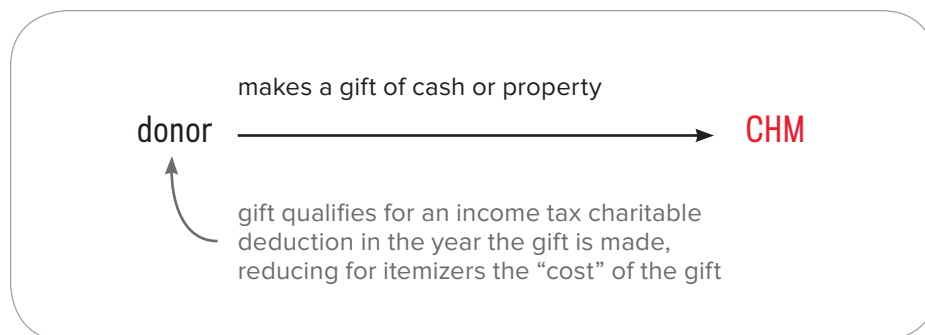 makes a gift of cash or property
donor CHM
gift qualifies for an income tax charitable
deduction in the year the gift is made,
reducing for itemizers the “cost” of the gift